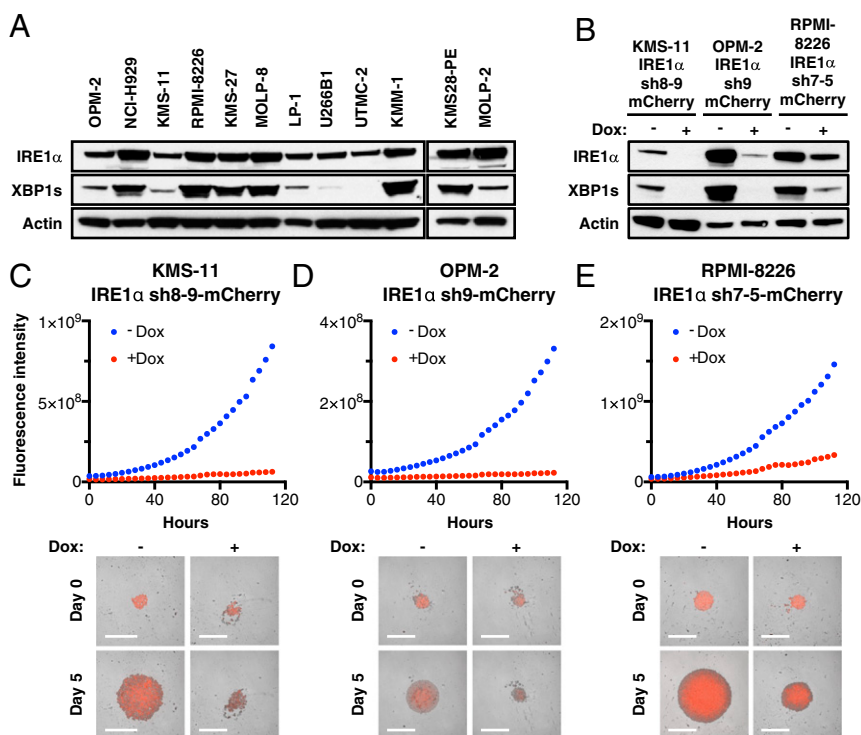 A
OPM-2
NCI-H929
KMS-11
RPMI-8226
KMS-27
MOLP-8
LP-1
U266B1
UTMC-2
KMM-1
KMS28-PE
MOLP-2
IRE1α
XBP1s
Actin
B
KMS-11
IRE1α
sh8-9
mCherry
OPM-2
IRE1α
sh9
mCherry
RPMI-
8226
IRE1α
sh7-5
mCherry
Dox: - + - + - +
IRE1α
XBP1s
Actin
C
KMS-11
IRE1α sh8-9-mCherry
Fluorescence intensity
1×10⁹
5×10⁸
0
- Dox
+Dox
0 40 80 120
Hours
Dox: - +
Day 0
Day 5
D
OPM-2
IRE1α sh9-mCherry
4×10⁸
2×10⁸
0
- Dox
+Dox
0 40 80 120
Hours
Dox: - +
Day 0
Day 5
E
RPMI-8226
IRE1α sh7-5-mCherry
2×10⁹
1×10⁹
0
- Dox
+Dox
0 40 80 120
Hours
Dox: - +
Day 0
Day 5